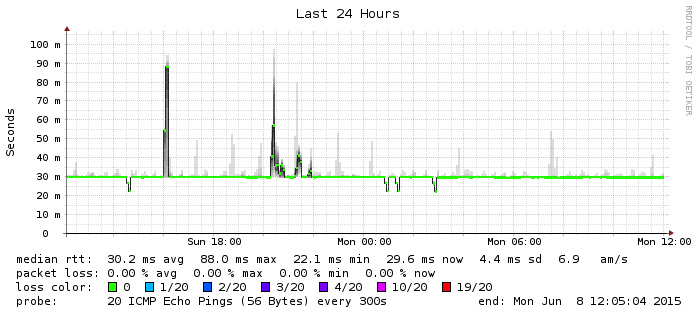 Last 24 Hours
RRDTOOL / TOBI OETIKER
Seconds
100 m
90 m
80 m
70 m
60 m
50 m
40 m
30 m
20 m
10 m
0
Sun 18:00 Mon 00:00 Mon 06:00 Mon 12:00
median rtt: 30.2 ms avg 88.0 ms max 22.1 ms min 29.6 ms now 4.4 ms sd 6.9 am/s
packet loss: 0.00 % avg 0.00 % max 0.00 % min 0.00 % now
loss color: 0 1/20 2/20 3/20 4/20 10/20 19/20
probe: 20 ICMP Echo Pings (56 Bytes) every 300s end: Mon Jun 8 12:05:04 2015